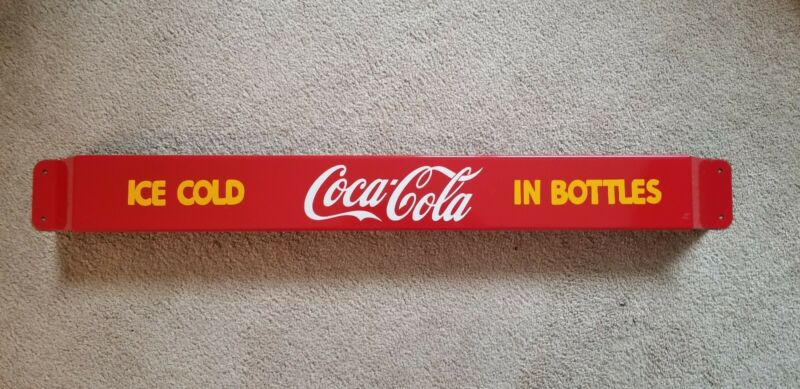 ICE COLD Coca-Cola IN BOTTLES